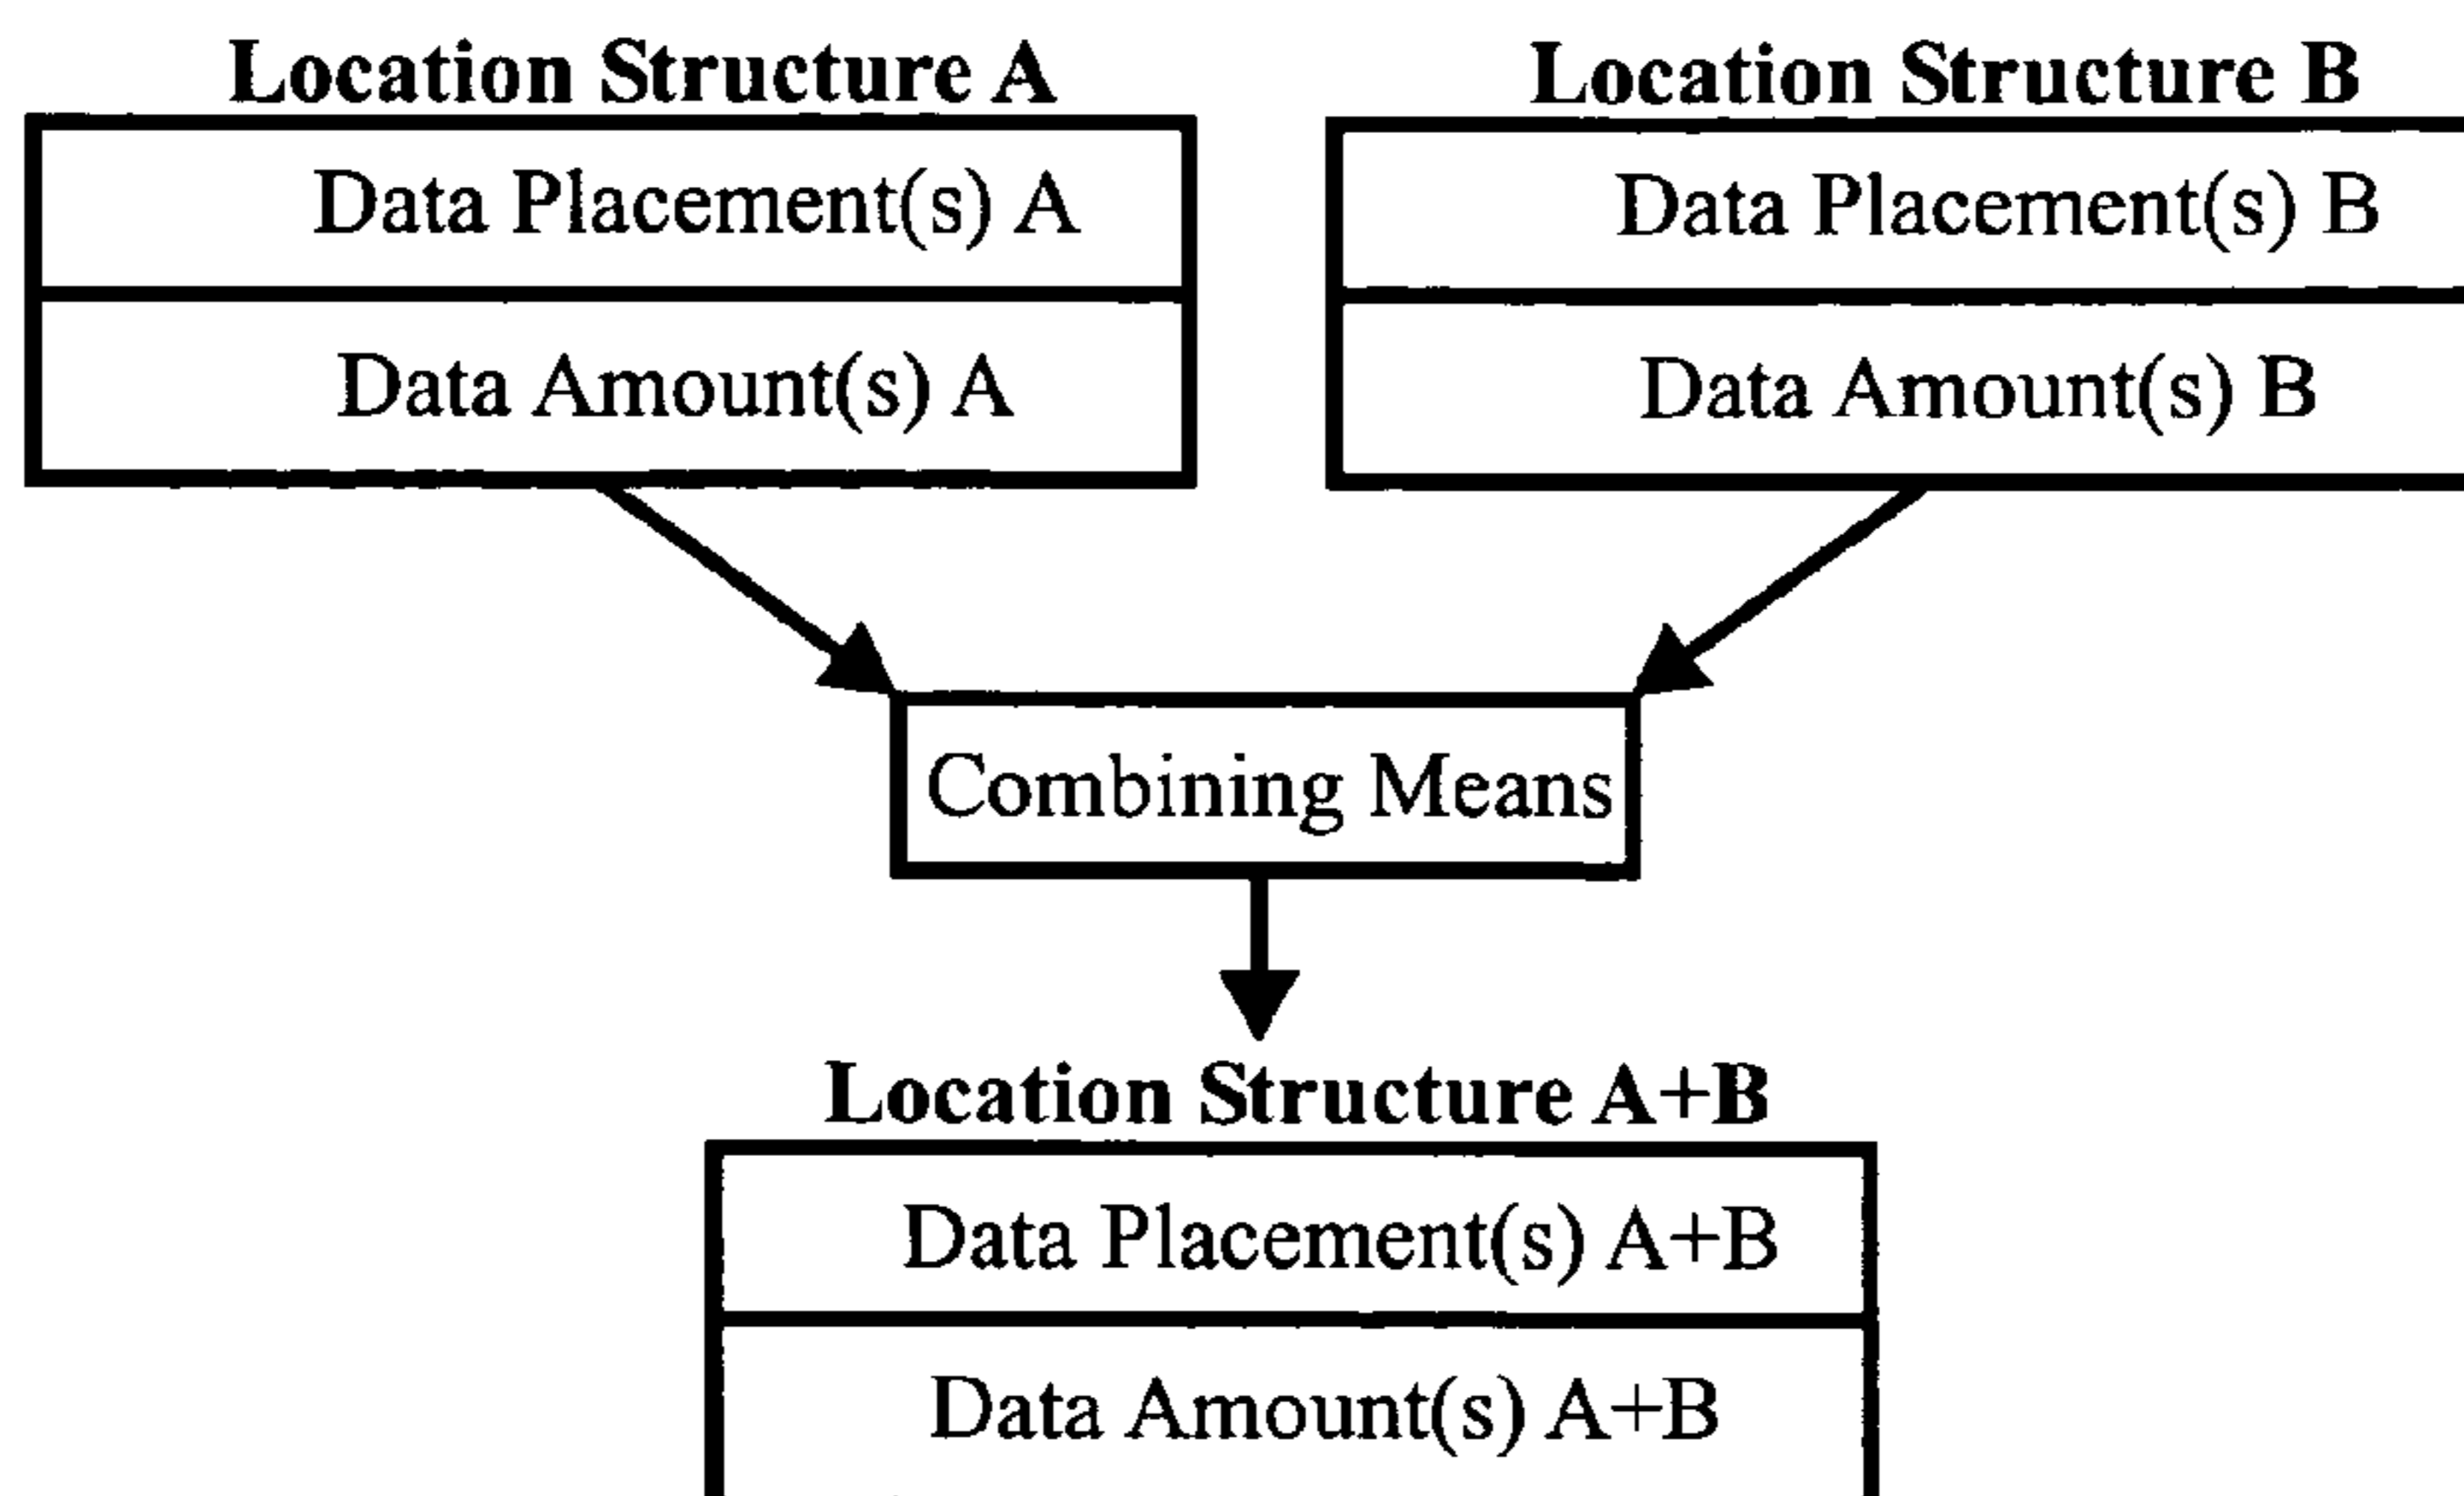 Location Structure A
Data Placement(s) A
Data Amount(s) A
Location Structure B
Data Placement(s) B
Data Amount(s) B
Combining Means
Location Structure A+B
Data Placement(s) A+B
Data Amount(s) A+B